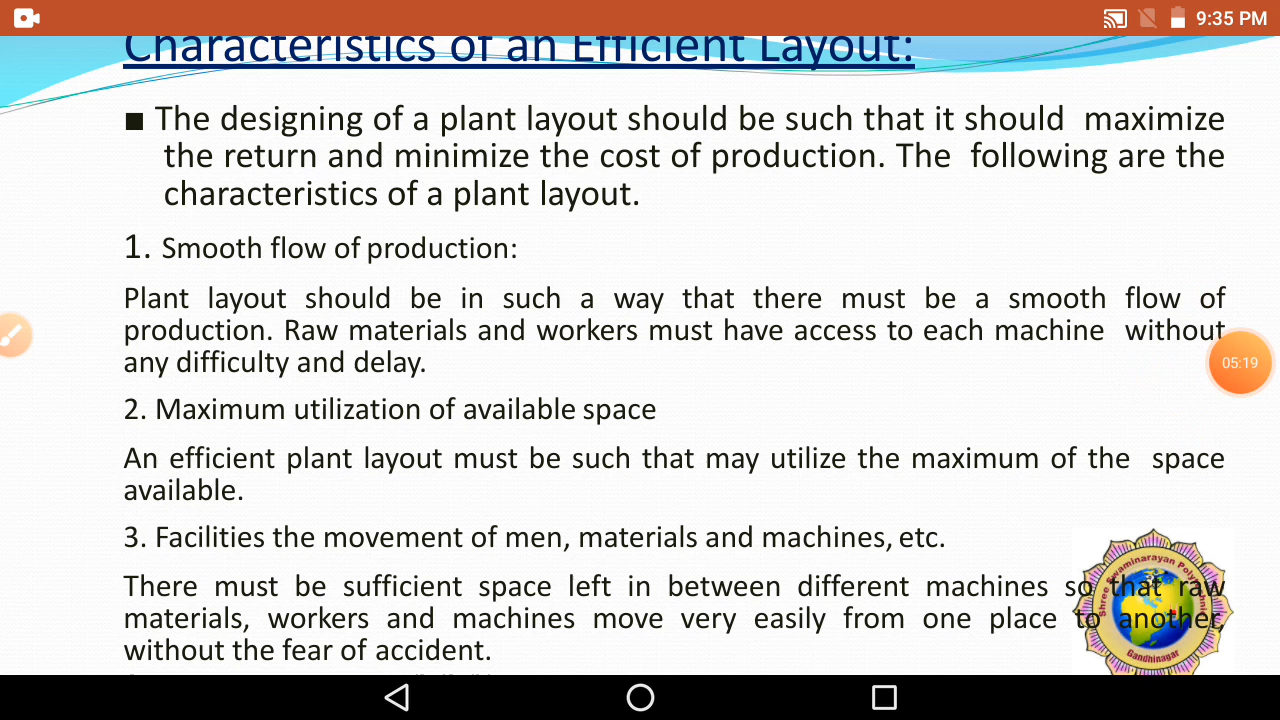 9:35 PM
Characteristics of an Efficient Layout:
■ The designing of a plant layout should be such that it should maximize
the return and minimize the cost of production. The following are the
characteristics of a plant layout.
1. Smooth flow of production:
Plant layout should be in such a way that there must be a smooth flow of
production. Raw materials and workers must have access to each machine without
any difficulty and delay.
05:19
2. Maximum utilization of available space
An efficient plant layout must be such that may utilize the maximum of the space
available.
3. Facilities the movement of men, materials and machines, etc.
There must be sufficient space left in between different machines so that raw
materials, workers and machines move very easily from one place to another,
without the fear of accident.
Shree Swaminarayan
Gandhinagar